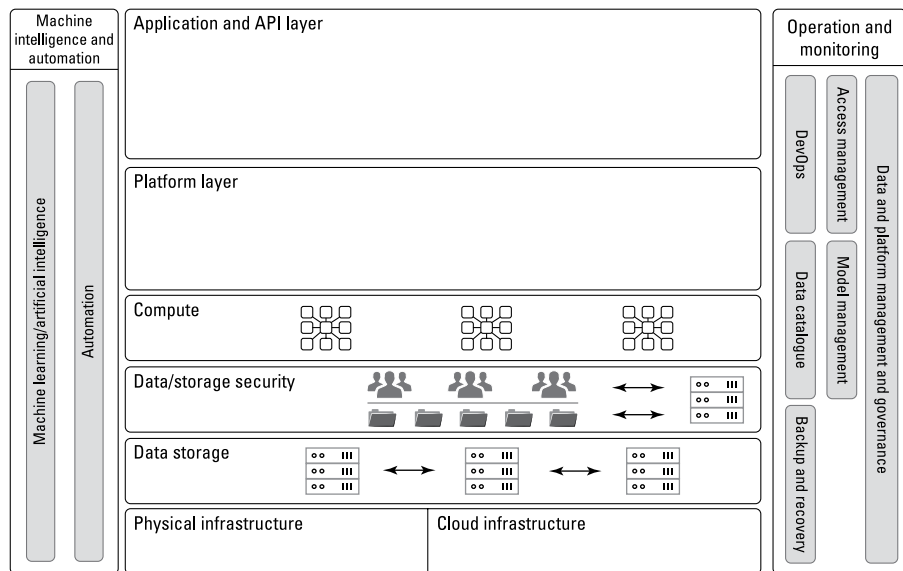 Machine
intelligence and
automation
Machine learning/artificial intelligence
Automation
Application and API layer
Platform layer
Compute
Data/storage security
Data storage
Physical infrastructure
Cloud infrastructure
Operation and
monitoring
DevOps
Access management
Data catalogue
Model management
Backup and recovery
Data and platform management and governance